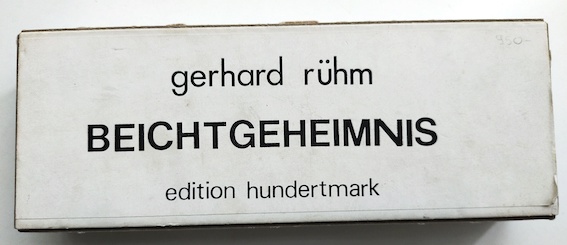 gerhard rühm
BEICHTGEHEIMNIS
edition hundertmark